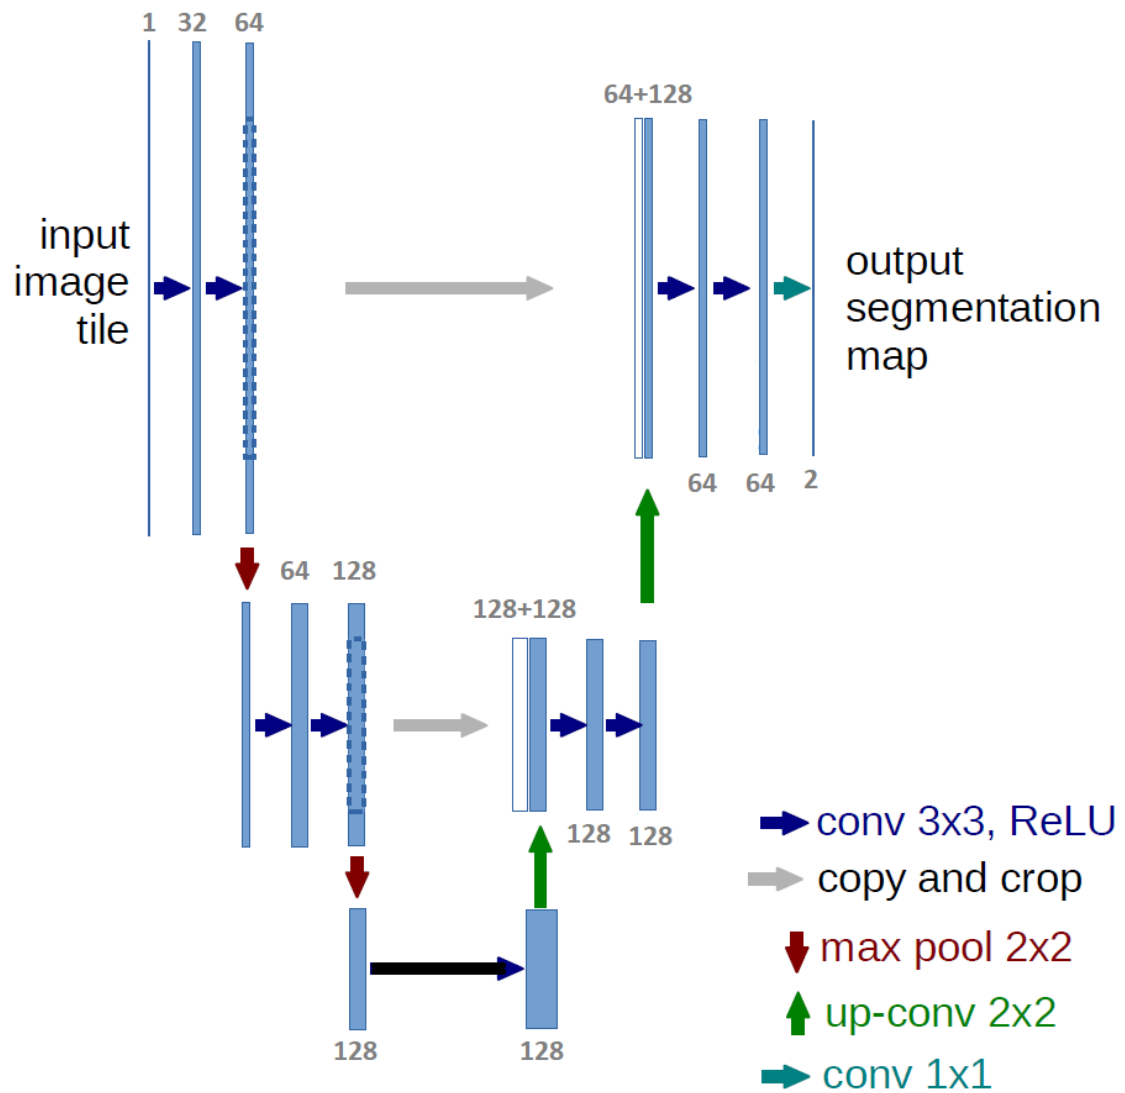 1 32 64
64+128
input
image
tile
output
segmentation
map
64 64 2
64 128
128+128
128 128
128 128
conv 3x3, ReLU
copy and crop
max pool 2x2
up-conv 2x2
conv 1x1